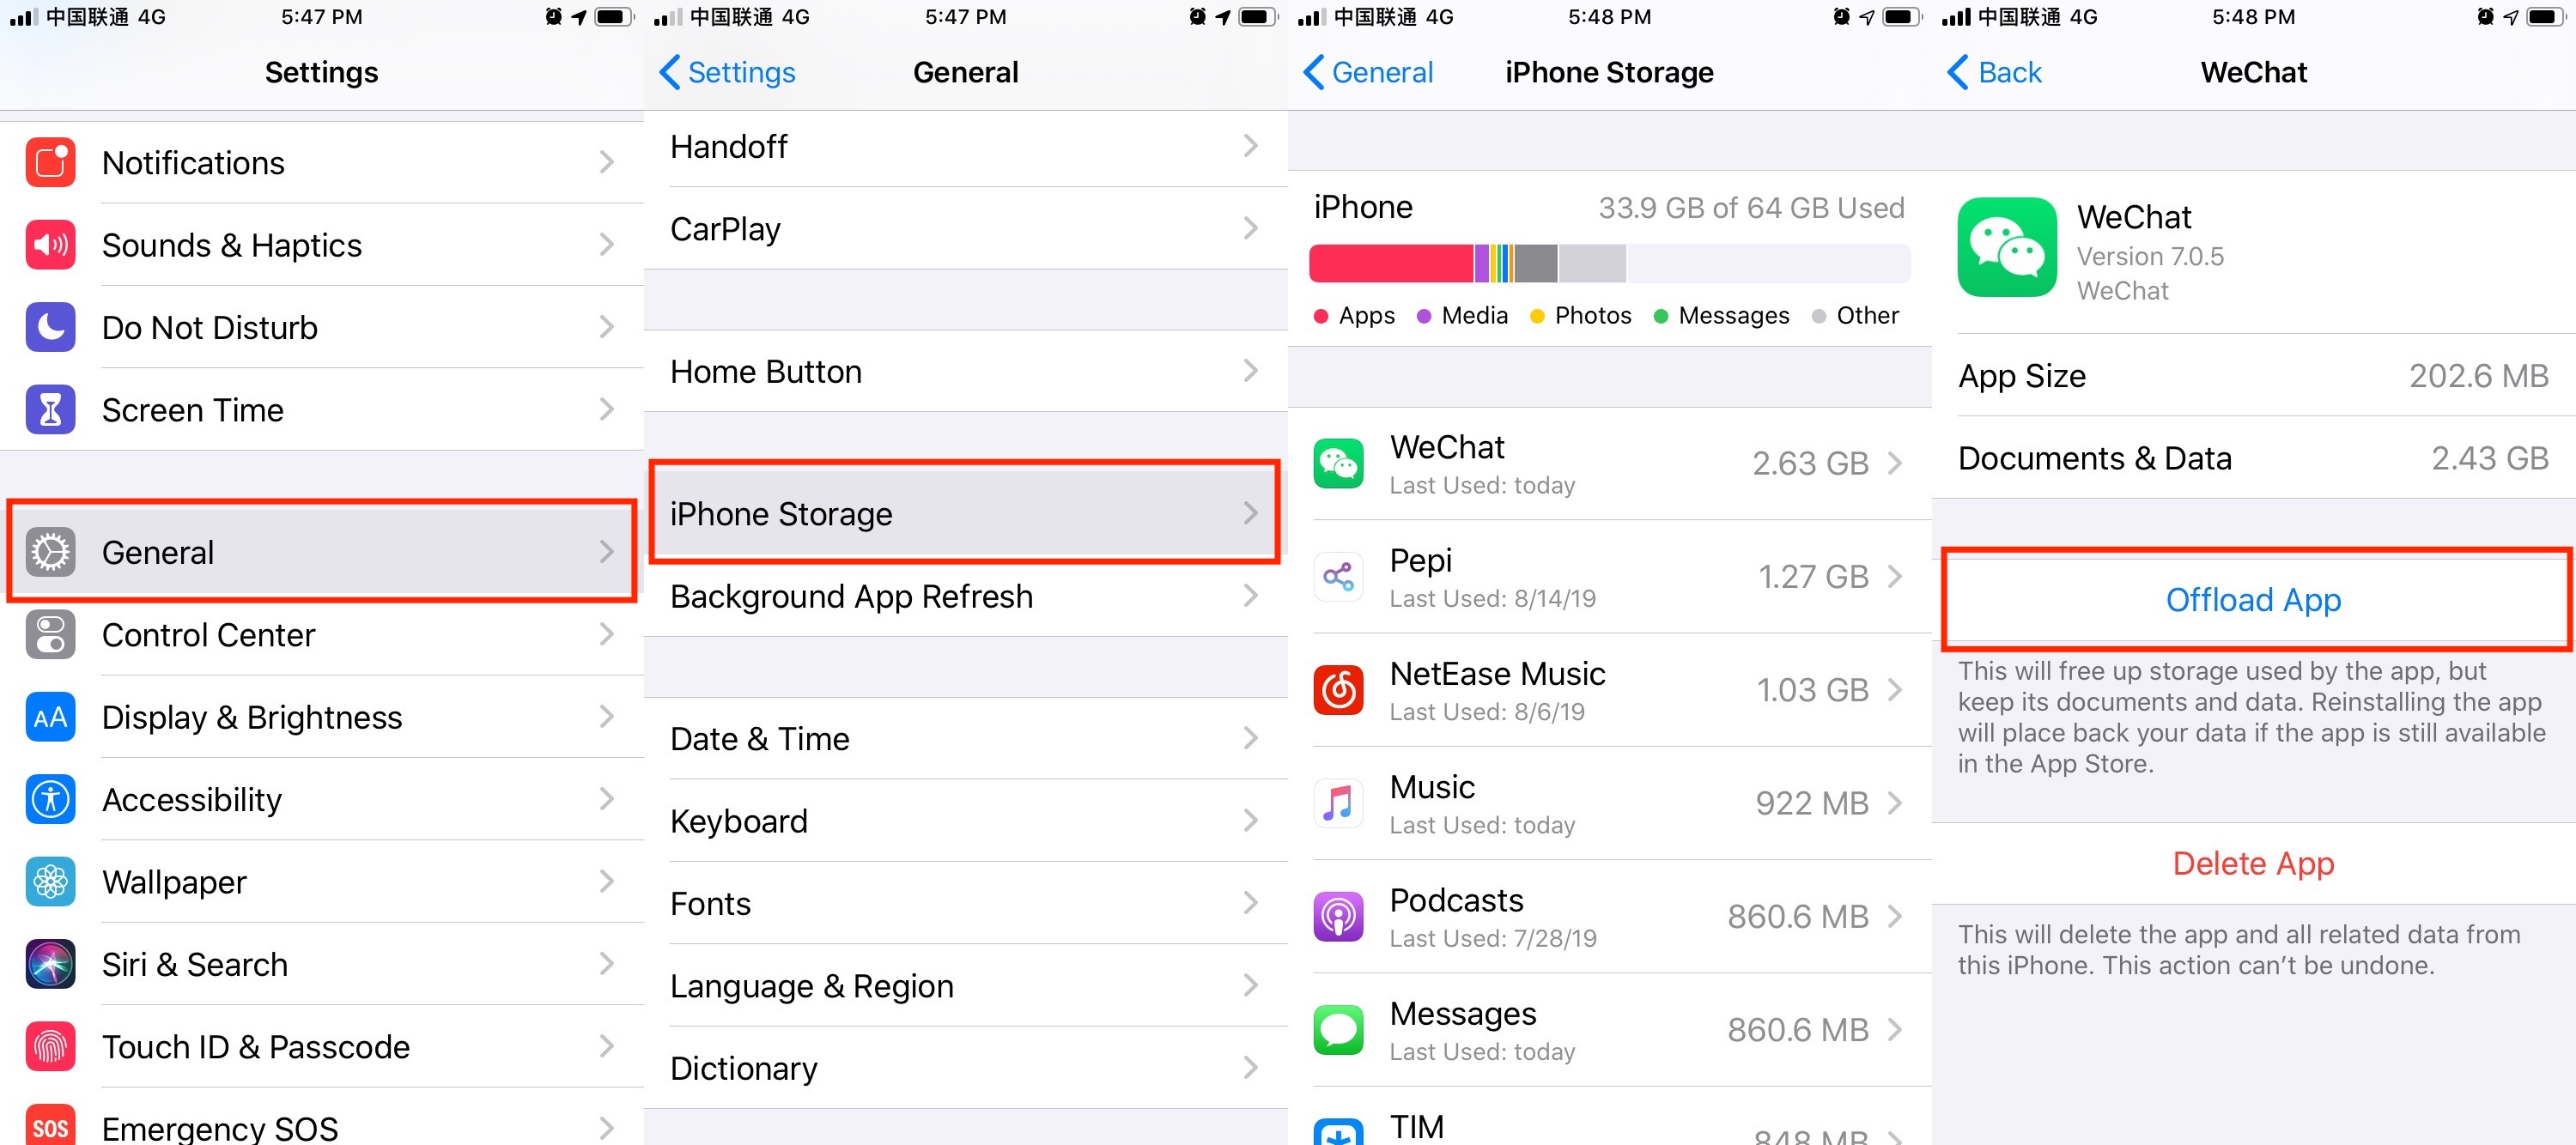 中国联通 4G 5:47 PM
Settings
Notifications
Sounds & Haptics
Do Not Disturb
Screen Time
General
Control Center
AA Display & Brightness
Accessibility
Wallpaper
Siri & Search
Touch ID & Passcode
SOS Emergency SOS
中国联通 4G 5:47 PM
Settings General
Handoff
CarPlay
Home Button
iPhone Storage
Background App Refresh
Date & Time
Keyboard
Fonts
Language & Region
Dictionary
中国联通 4G 5:48 PM
General iPhone Storage
iPhone 33.9 GB of 64 GB Used
Apps Media Photos Messages Other
WeChat 2.63 GB
Last Used: today
Pepi 1.27 GB
Last Used: 8/14/19
NetEase Music 1.03 GB
Last Used: 8/6/19
Music 922 MB
Last Used: today
Podcasts 860.6 MB
Last Used: 7/28/19
Messages 860.6 MB
Last Used: today
TIM 848 MB
中国联通 4G 5:48 PM
Back WeChat
WeChat
Version 7.0.5
WeChat
App Size 202.6 MB
Documents & Data 2.43 GB
Offload App
This will free up storage used by the app, but
keep its documents and data. Reinstalling the app
will place back your data if the app is still available
in the App Store.
Delete App
This will delete the app and all related data from
this iPhone. This action can’t be undone.